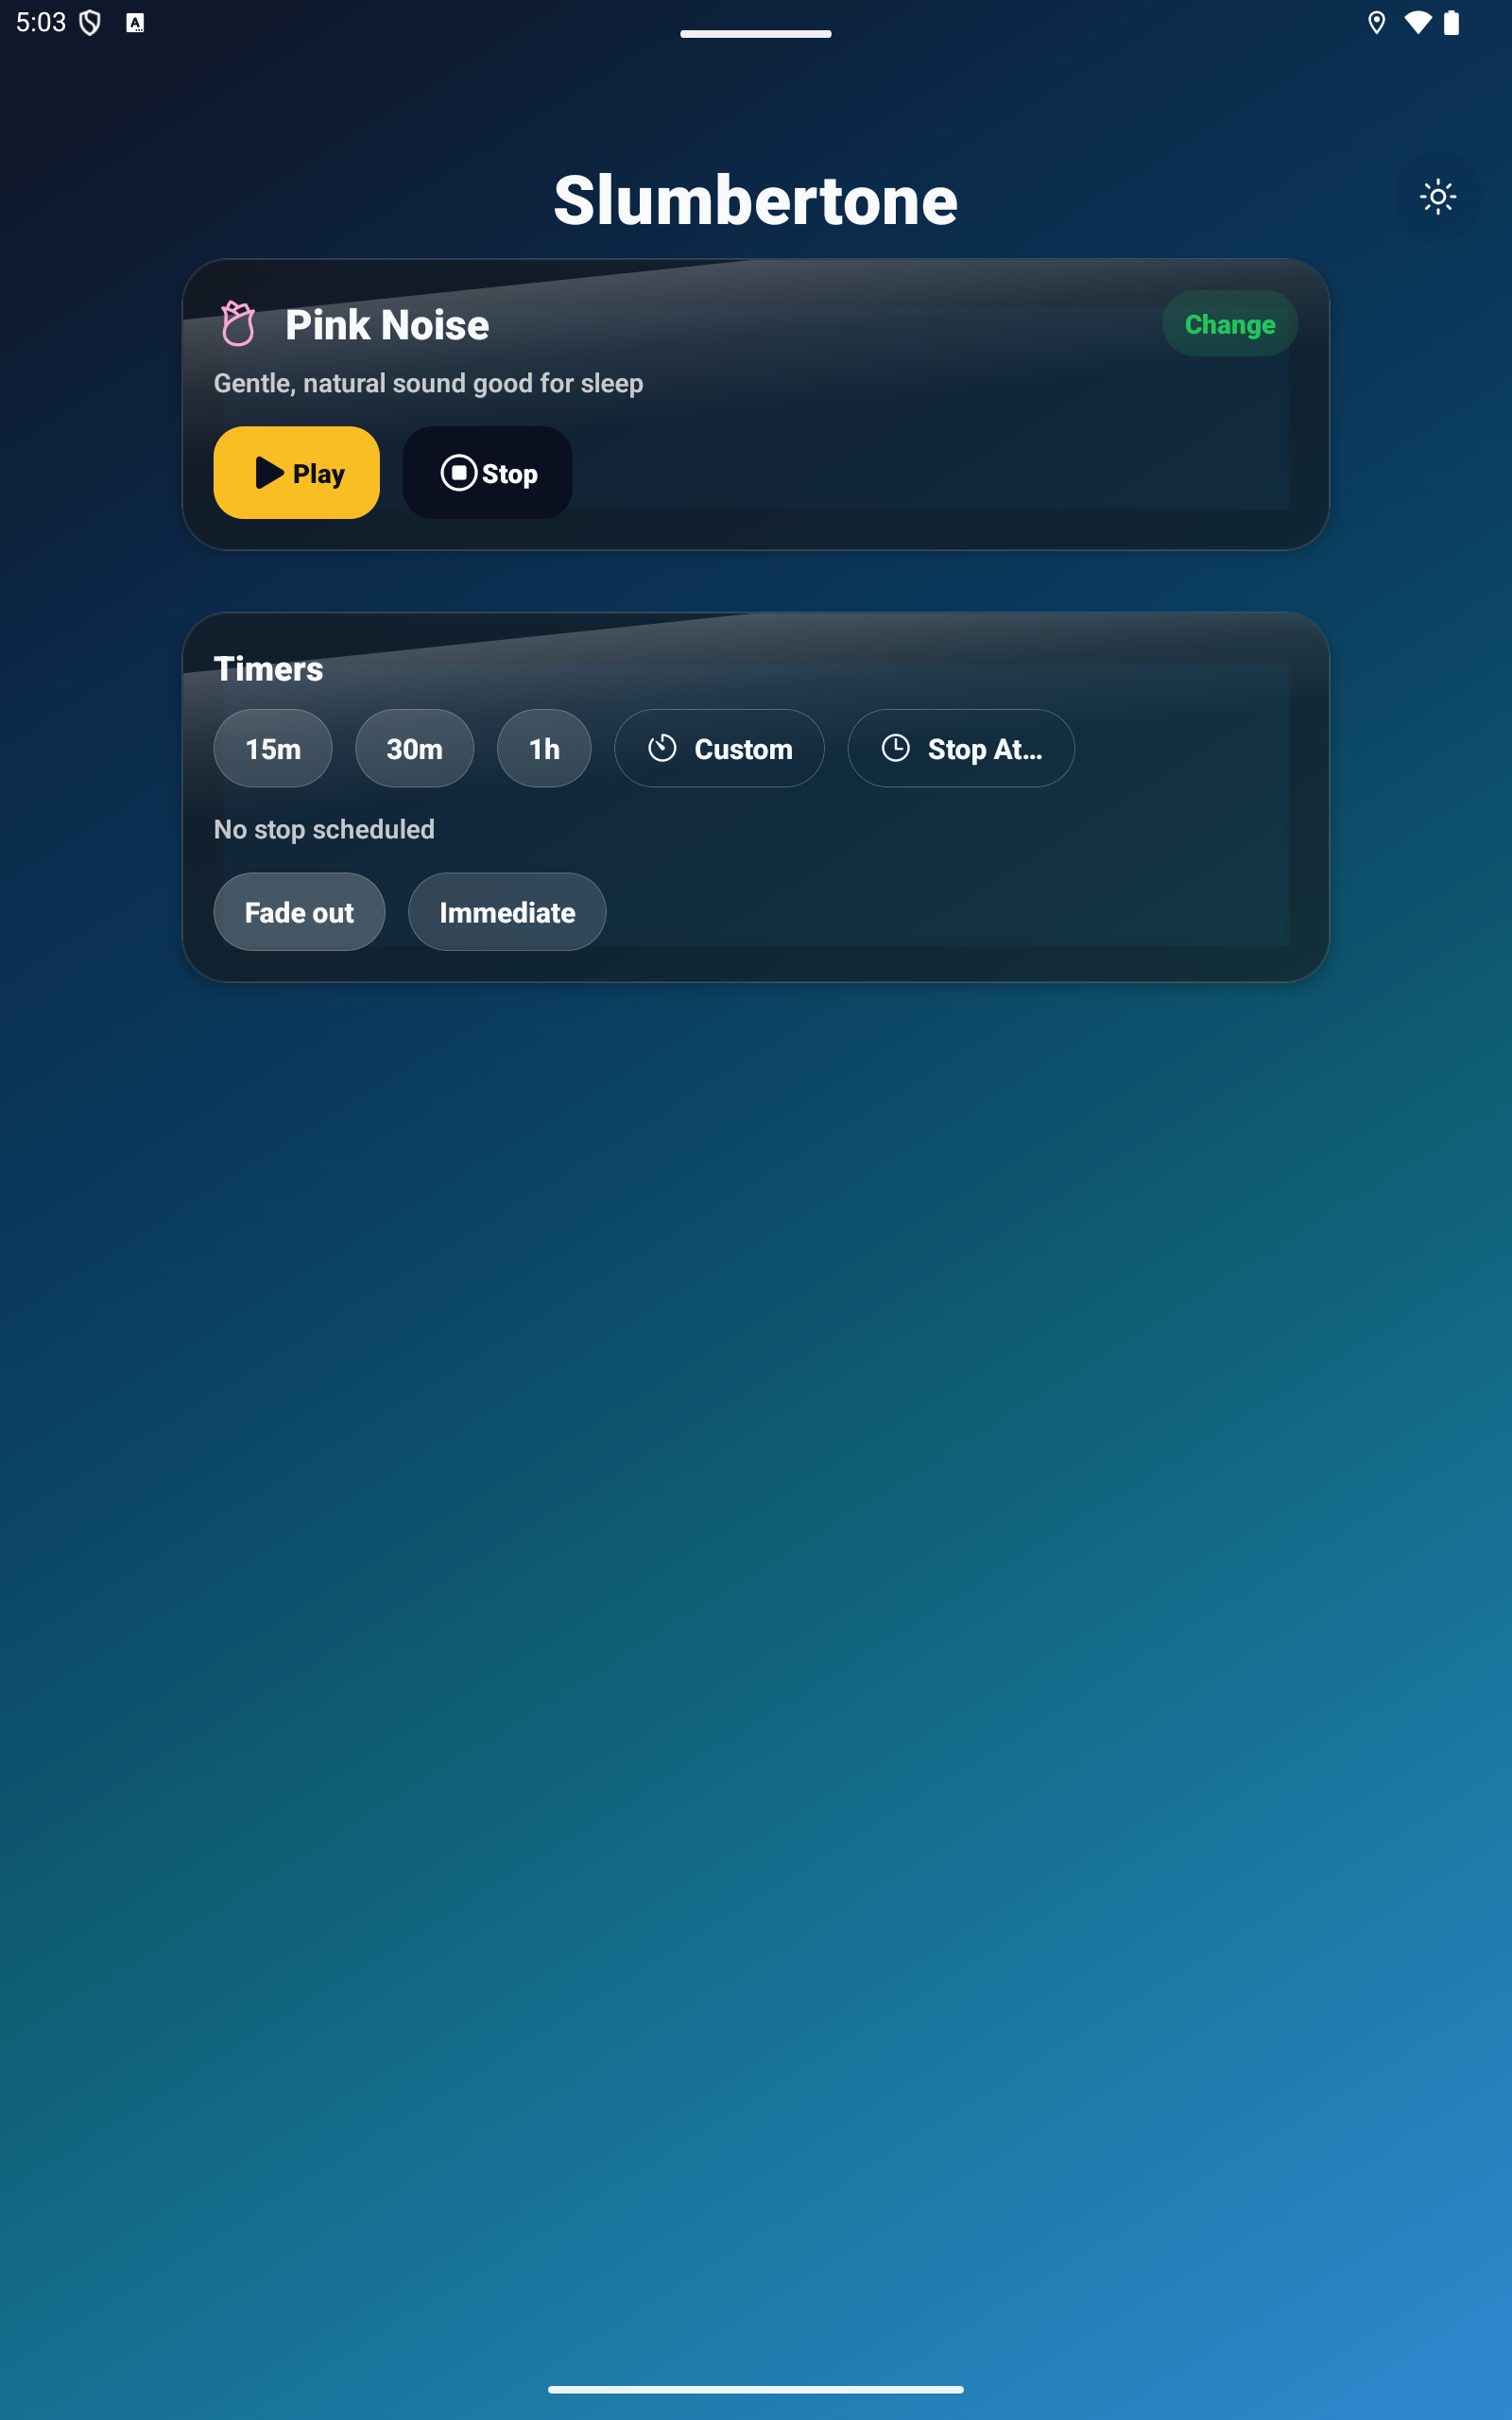 5:03
Slumbertone
Pink Noise
Change
Gentle, natural sound good for sleep
Play
Stop
Timers
15m
30m
1h
Custom
Stop At...
No stop scheduled
Fade out
Immediate